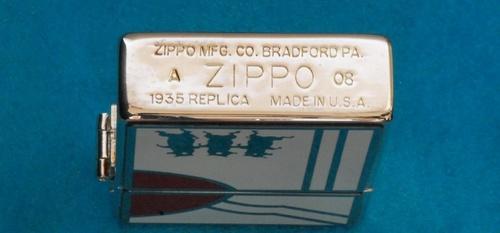 ZIPPO MFG. CO. BRADFORD PA.
A ZIPPO 08
1935 REPLICA MADE IN U.S.A.